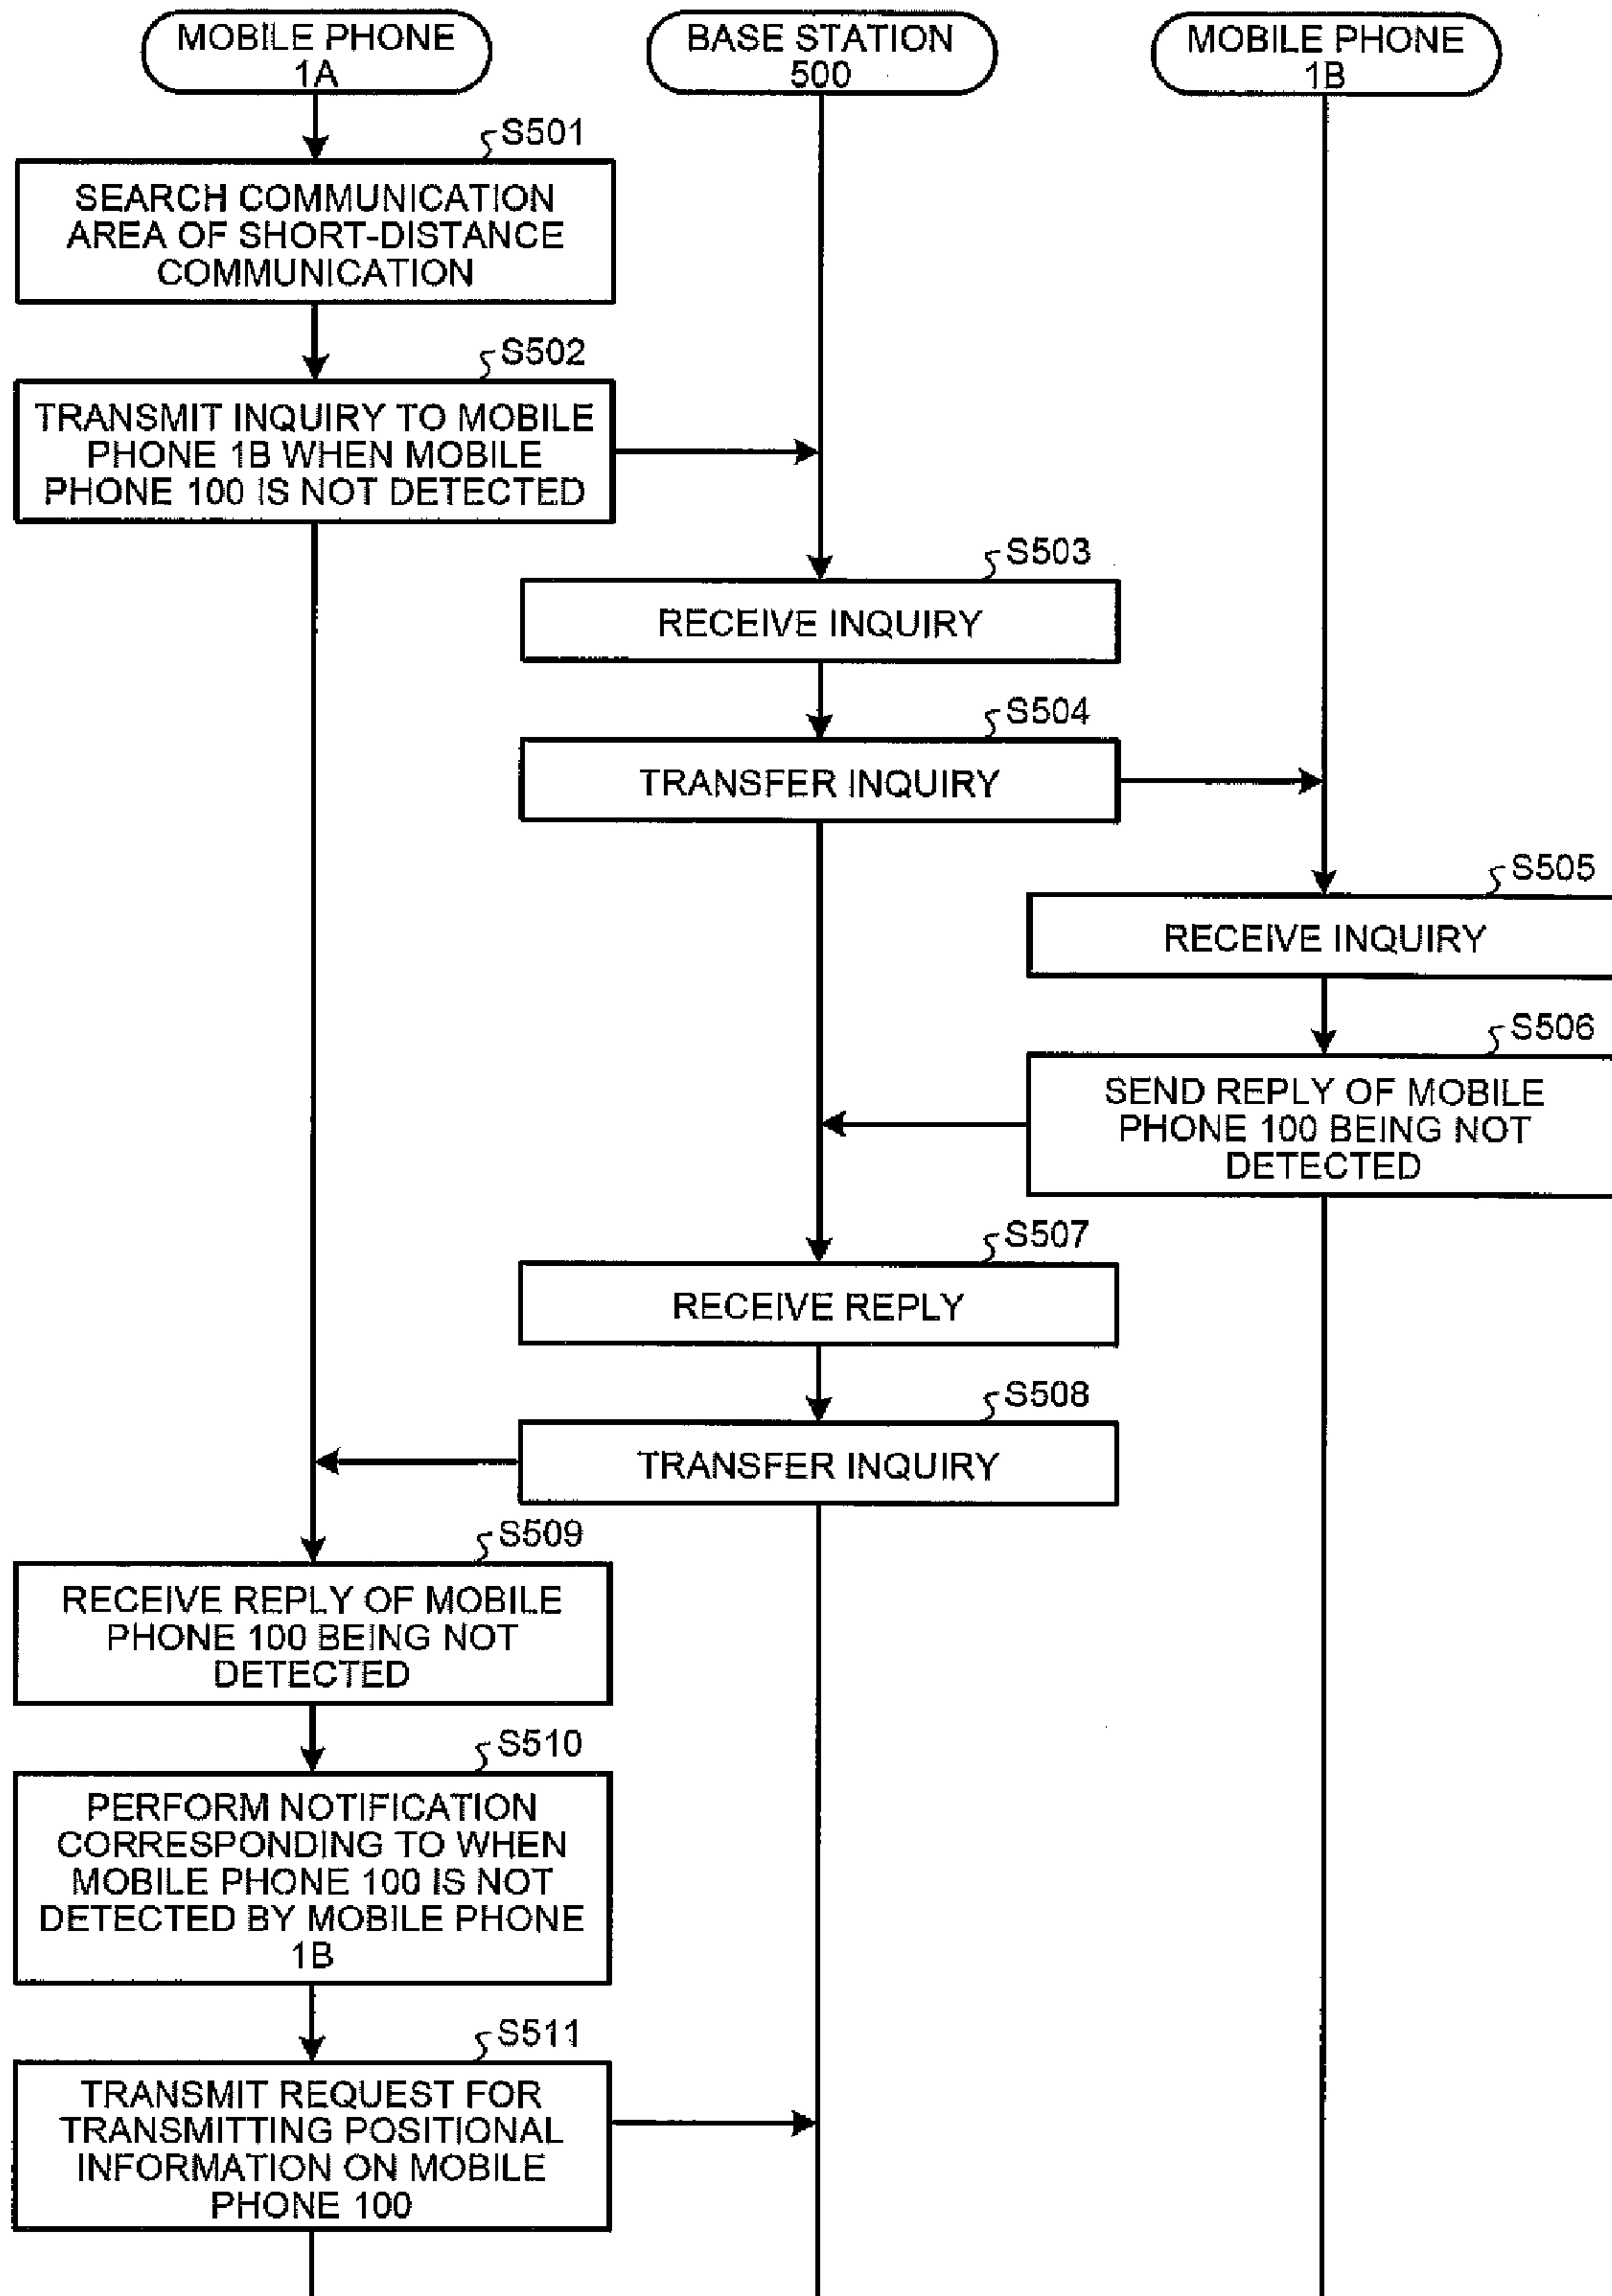 MOBILE PHONE
1A
BASE STATION
500
MOBILE PHONE
1B
S501
SEARCH COMMUNICATION
AREA OF SHORT-DISTANCE
COMMUNICATION
S502
TRANSMIT INQUIRY TO MOBILE
PHONE 1B WHEN MOBILE
PHONE 100 IS NOT DETECTED
S503
RECEIVE INQUIRY
S504
TRANSFER INQUIRY
S505
RECEIVE INQUIRY
S506
SEND REPLY OF MOBILE
PHONE 100 BEING NOT
DETECTED
S507
RECEIVE REPLY
S508
TRANSFER INQUIRY
S509
RECEIVE REPLY OF MOBILE
PHONE 100 BEING NOT
DETECTED
S510
PERFORM NOTIFICATION
CORRESPONDING TO WHEN
MOBILE PHONE 100 IS NOT
DETECTED BY MOBILE PHONE
1B
S511
TRANSMIT REQUEST FOR
TRANSMITTING POSITIONAL
INFORMATION ON MOBILE
PHONE 100